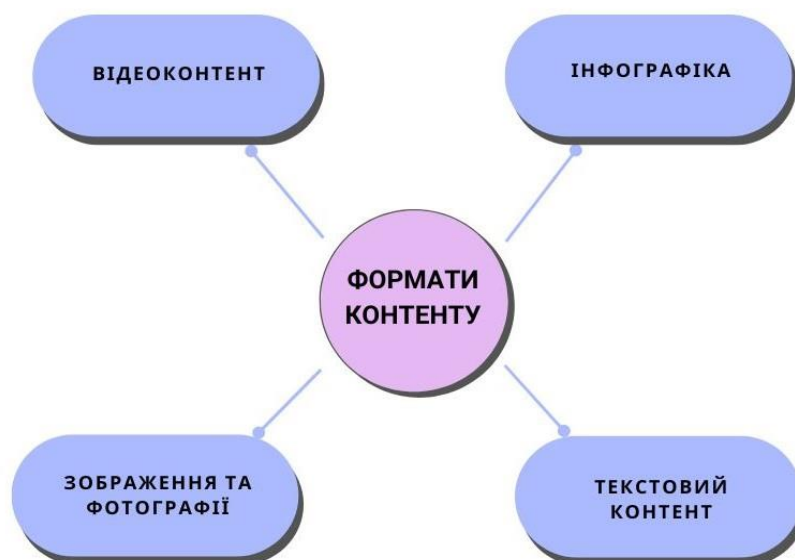 ВІДЕОКОНТЕНТ
ІНФОГРАФІКА
ФОРМАТИ
КОНТЕНТУ
ЗОБРАЖЕННЯ ТА
ФОТОГРАФІЇ
ТЕКСТОВИЙ
КОНТЕНТ